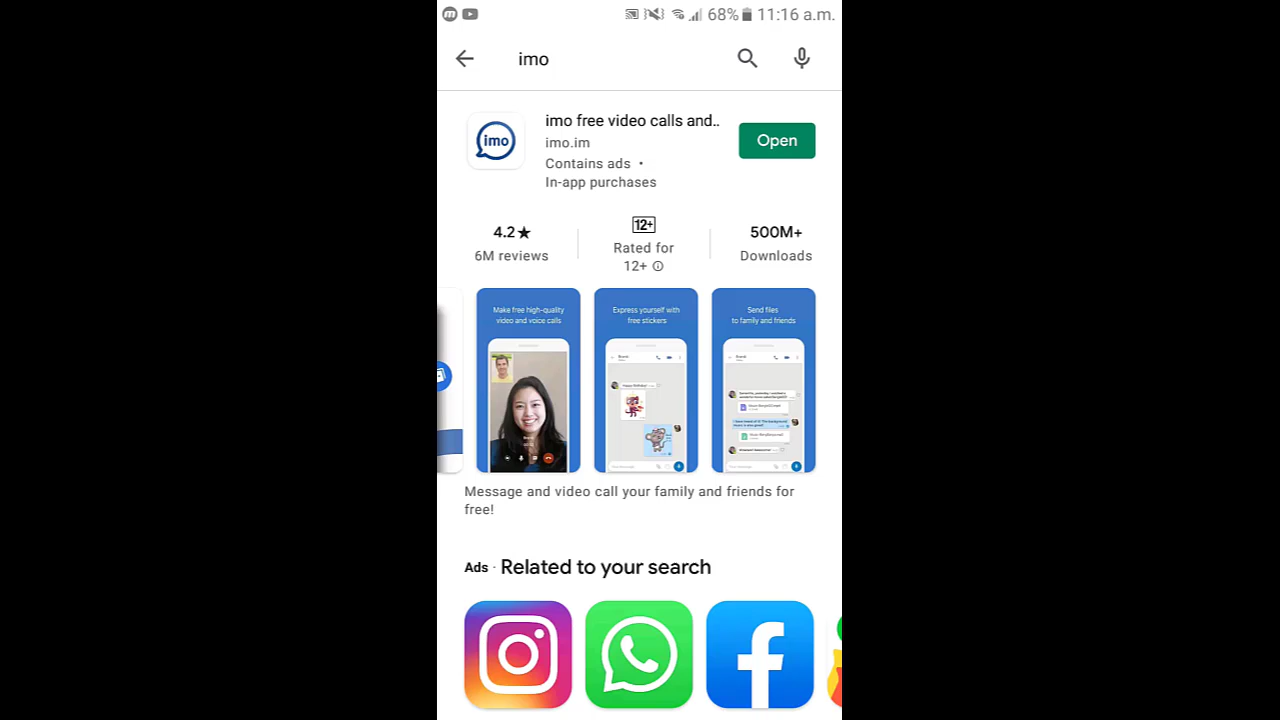 68% 11:16 a.m.
imo
imo free video calls and..
imo
imo.im
Open
Contains ads •
In-app purchases
4.2★
12+
500M+
6M reviews
Rated for
12+
Downloads
Make free high-quality
video and voice calls
Express yourself with
free stickers
Send files
to family and friends
Message and video call your family and friends for
free!
Ads · Related to your search